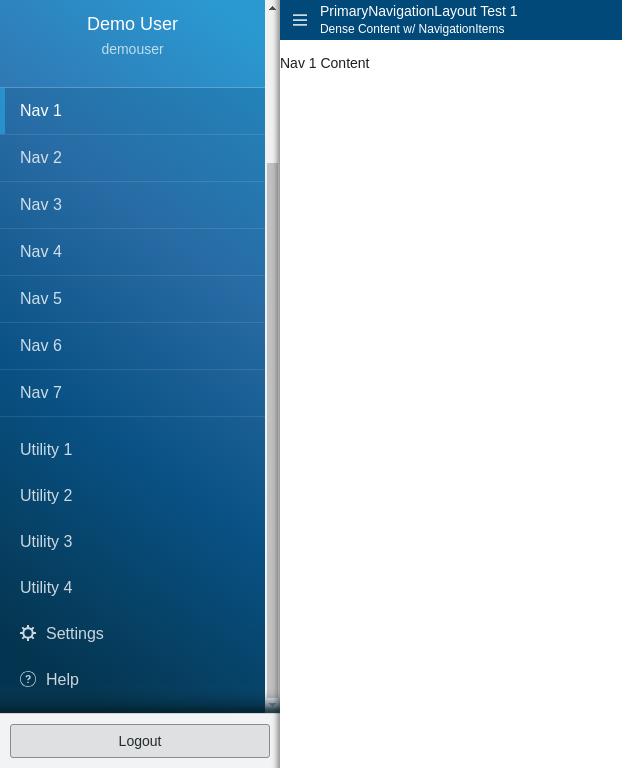 Demo User
demouser
Nav 1
Nav 2
Nav 3
Nav 4
Nav 5
Nav 6
Nav 7
Utility 1
Utility 2
Utility 3
Utility 4
Settings
? Help
Logout
PrimaryNavigationLayout Test 1
Dense Content w/ NavigationItems
Nav 1 Content